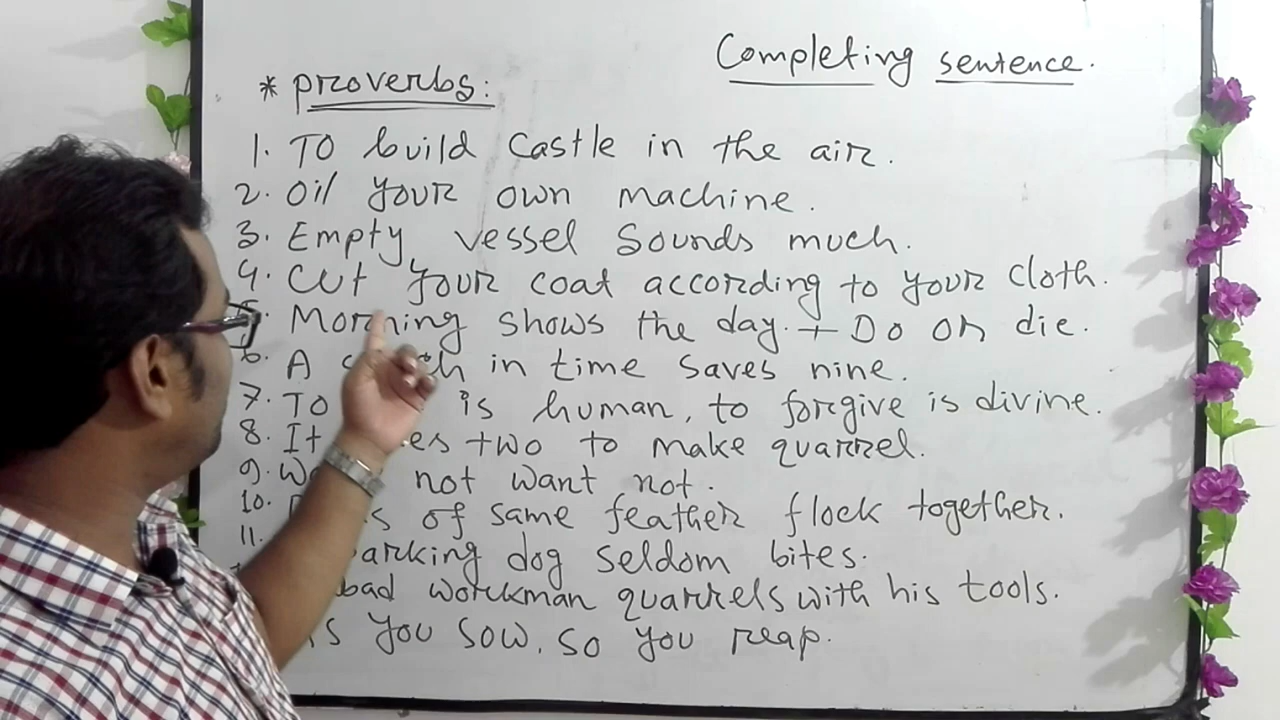 Completing sentence.
* Proverbs:
1. TO build castle in the air.
2. Oil your own machine.
3. Empty vessel sounds much.
4. Cut your coat according to your cloth.
5. Morning shows the day. + Do or die.
6. A in time saves nine.
7. To is human, to forgive is divine.
8. It two to make quarrel.
9. not want not.
10. of same feather flock together.
11. barking dog seldom bites.
bad workman quarrels with his tools.
As you sow, so you reap.